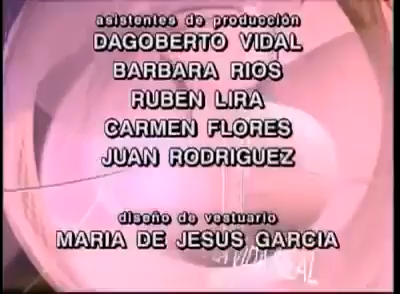 asistentes de producción
DAGOBERTO VIDAL
BARBARA RIOS
RUBEN LIRA
CARMEN FLORES
JUAN RODRIGUEZ
diseño de vestuario
MARIA DE JESUS GARCIA